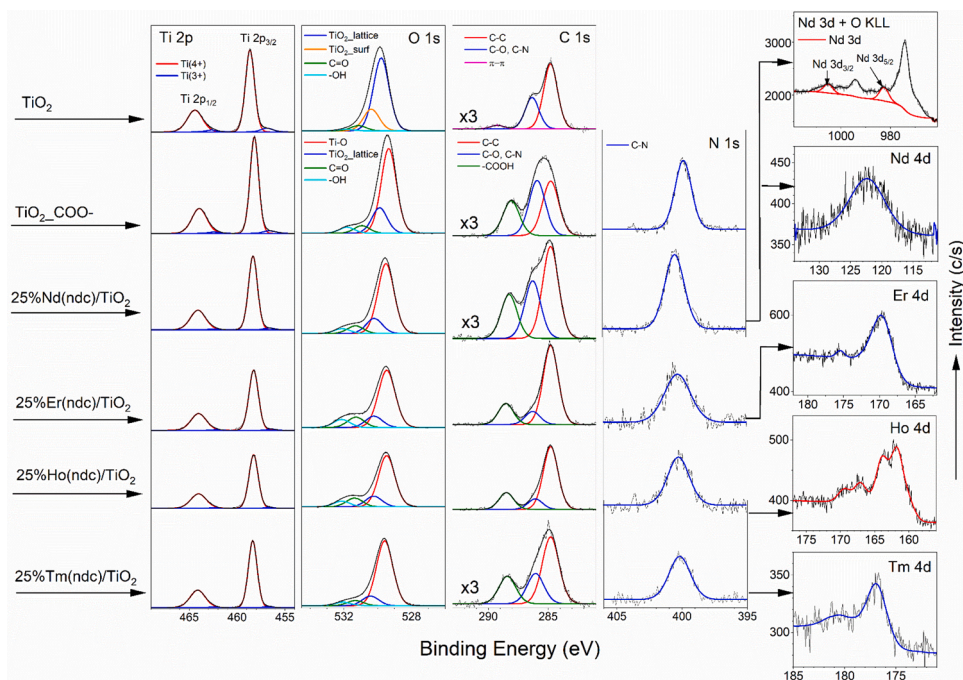 Ti 2p
Ti 2p3/2
Ti(4+)
Ti(3+)
Ti 2p1/2
O 1s
TiO2_lattice
TiO2_surf
C=O
-OH
C 1s
C-C
C-O, C-N
π-π
x3
Nd 3d + O KLL
Nd 3d
Nd 3d3/2
Nd 3d5/2
3000
2000
1000 980
TiO2
Ti-O
TiO2_lattice
C=O
-OH
C-C
C-O, C-N
-COOH
x3
N 1s
C-N
TiO2_COO-
Nd 4d
450
400
350
130 125 120 115
25%Nd(ndc)/TiO2
x3
Er 4d
600
400
180 175 170 165
25%Er(ndc)/TiO2
Ho 4d
500
400
300
175 170 165 160
25%Ho(ndc)/TiO2
Tm 4d
350
300
185 180 175
25%Tm(ndc)/TiO2
x3
465 460 455
532 528
290 285
405 400 395
Binding Energy (eV)
Intensity (c/s)